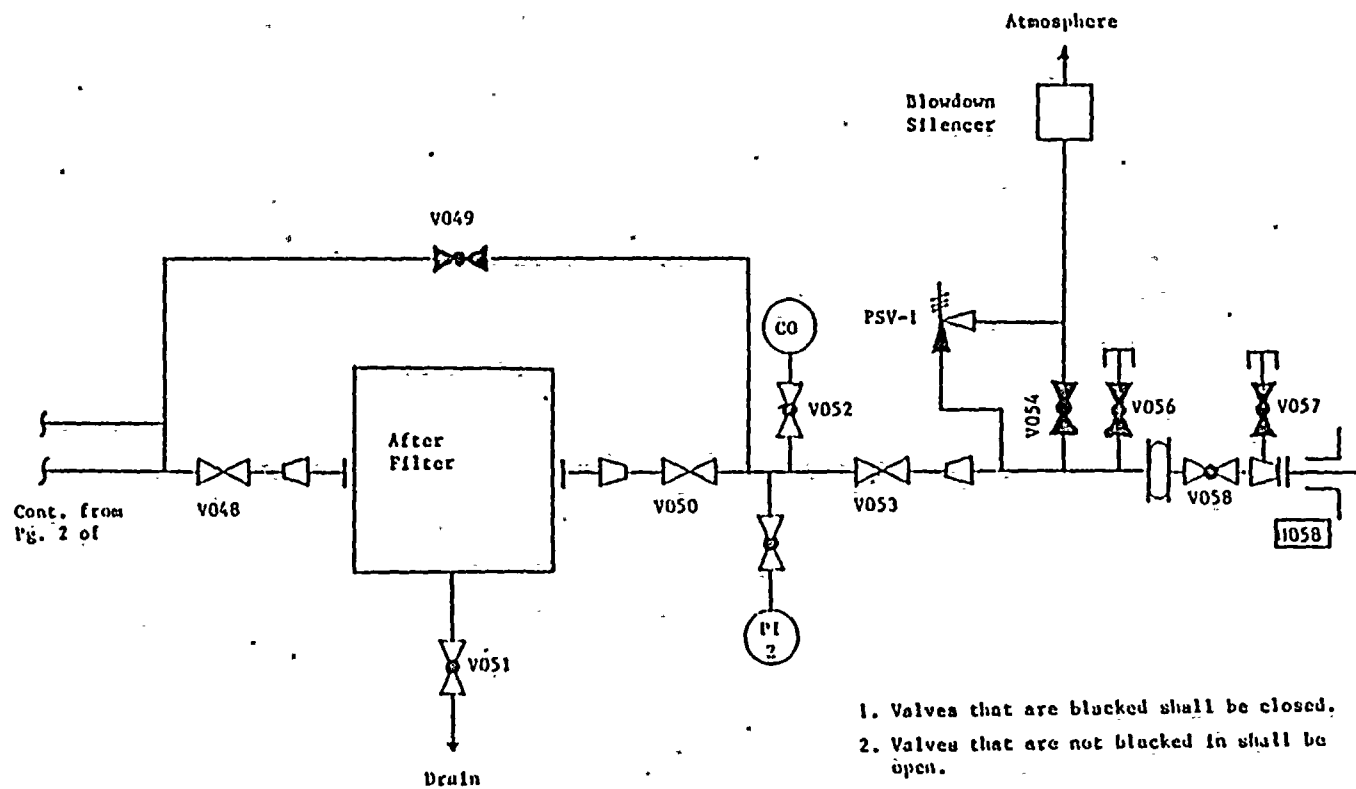 Atmosphere
Blowdown
Silencer
V049
PSV-1
CO
V052
V054
V056
V057
After
Filter
V048
V050
V053
V058
Cont. from
Pg. 2 of
H058
PI
2
V051
1. Valves that are blacked shall be closed.
2. Valves that are not blacked in shall be
open.
Drain